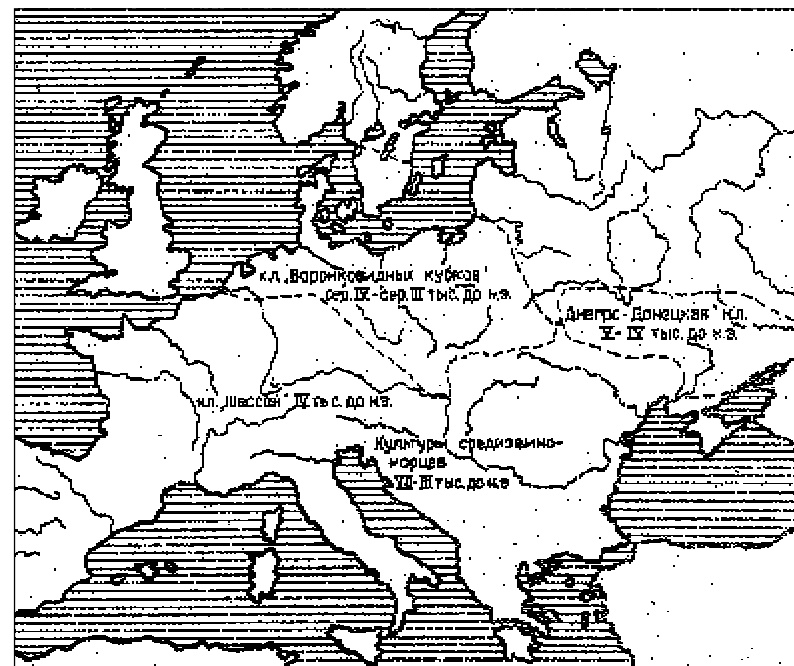 к.л. „Воронковидных кубков"
сер. IV - сер. III тыс. до н.э.
Днепро-Донецкая к.л.
V - IV тыс. до н.э.
к.л. „Шассей" IV тыс. до н.э.
Культуры средиземно-
морцев
VII-III тыс. до н.э